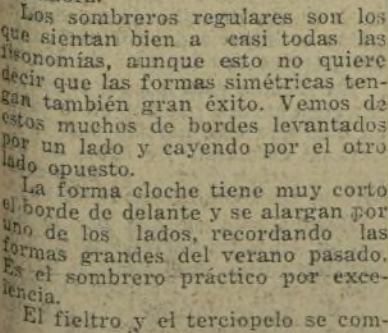 Los sombreros regulares son los
que sientan bien a casi todas las
fisonomías, aunque esto no quiere
decir que las formas simétricas ten-
gan también gran éxito. Vemos de
estos muchos de bordes levantados
por un lado y cayendo por el otro
lado opuesto.
La forma cloche tiene muy corto
el borde de delante y se alargan por
uno de los lados, recordando las
formas grandes del verano pasado.
Es el sombrero práctico por exce-
lencia.
El fieltro y el terciopelo se com-